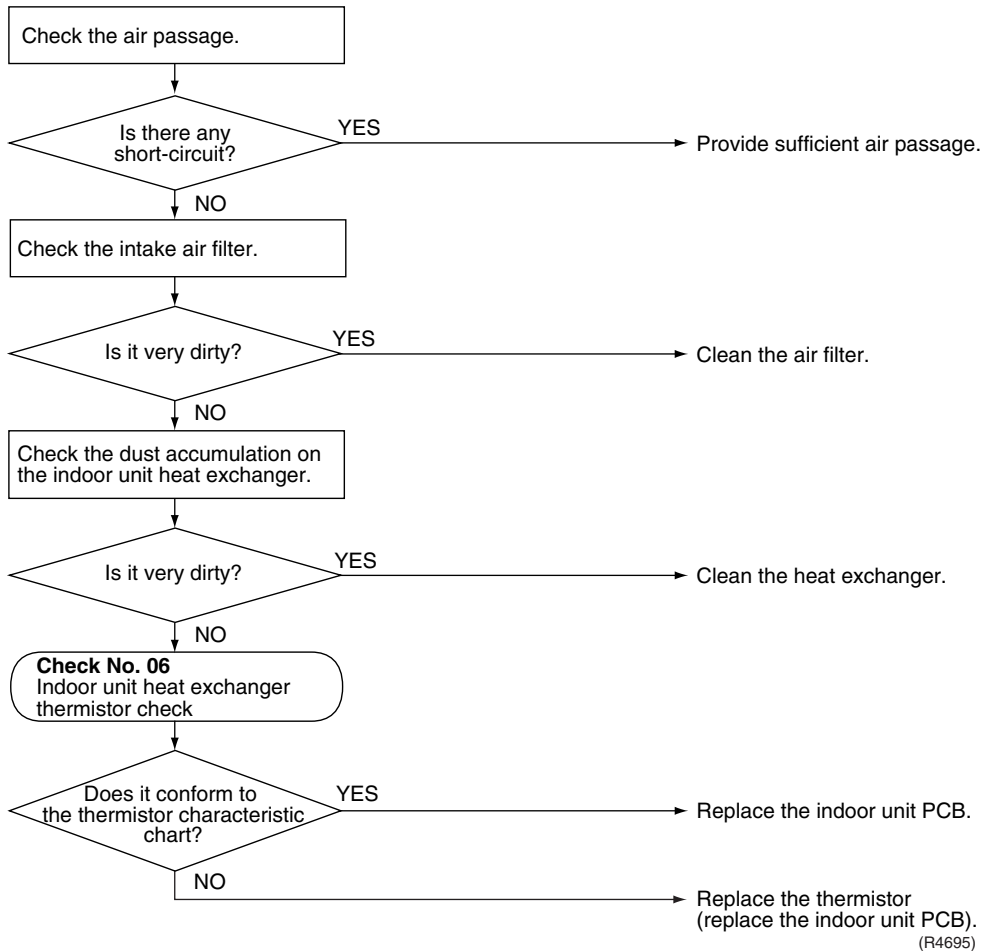 Check the air passage.
Is there any
short-circuit?
YES
Provide sufficient air passage.
NO
Check the intake air filter.
Is it very dirty?
YES
Clean the air filter.
NO
Check the dust accumulation on
the indoor unit heat exchanger.
Is it very dirty?
YES
Clean the heat exchanger.
NO
Check No. 06
Indoor unit heat exchanger
thermistor check
Does it conform to
the thermistor characteristic
chart?
YES
Replace the indoor unit PCB.
NO
Replace the thermistor
(replace the indoor unit PCB).
(R4695)